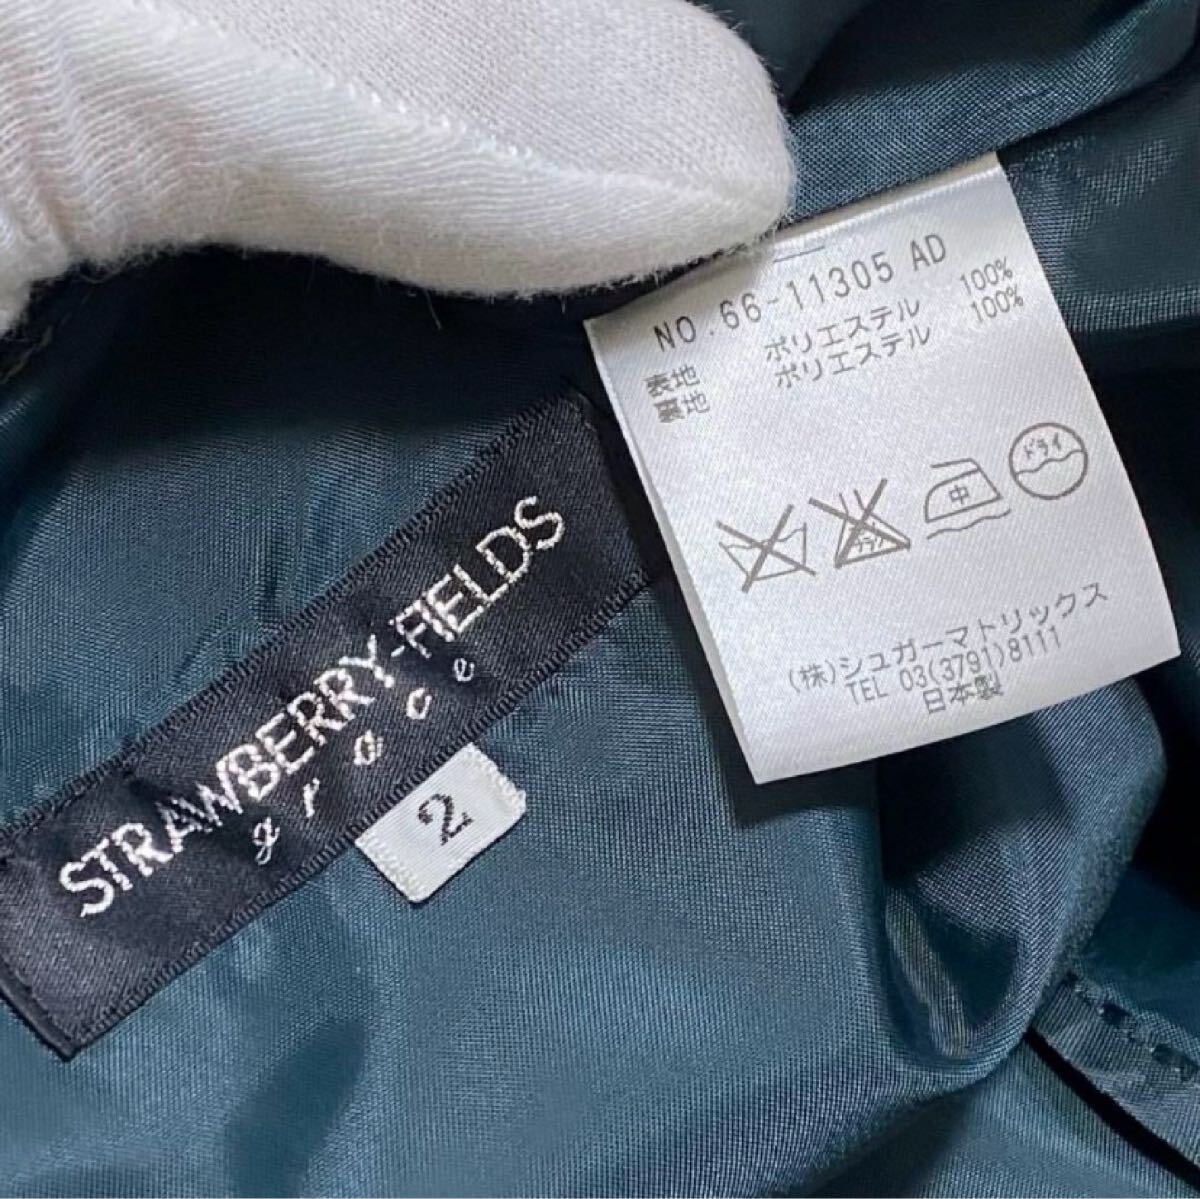 NO.66-11305 AD
表地 ポリエステル 100%
裏地 ポリエステル 100%
中
ドライ
(株)シュガーマトリックス
TEL 03(3791)8111
日本製
STRAWBERRY-FIELDS
grace
2